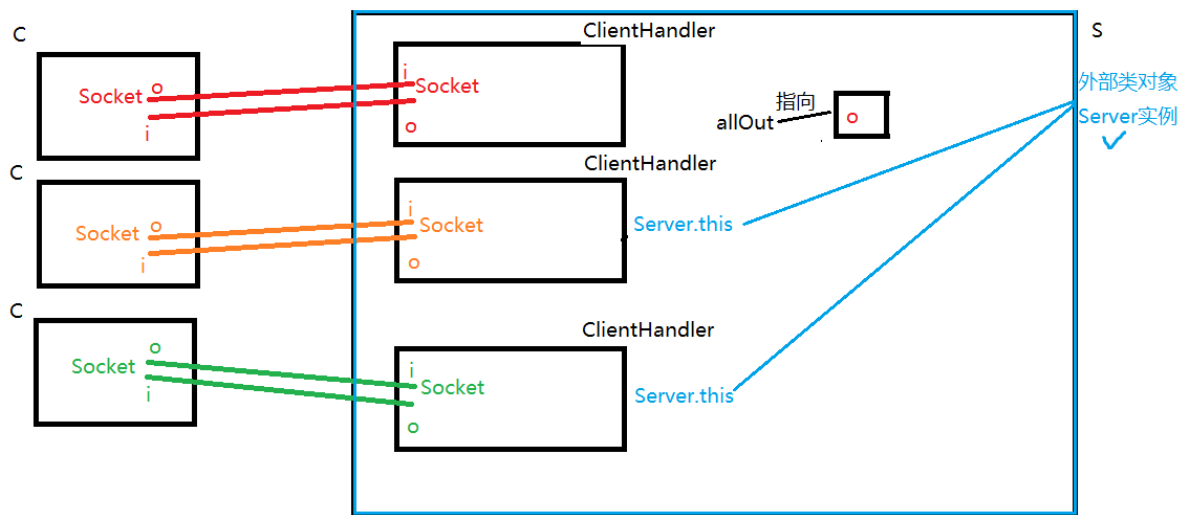 C
ClientHandler
S
Socket
o
i
i
Socket
o
指向
allOut
o
外部类对象
Server实例
C
ClientHandler
Socket
o
i
i
Socket
o
Server.this
C
ClientHandler
Socket
o
i
i
Socket
o
Server.this